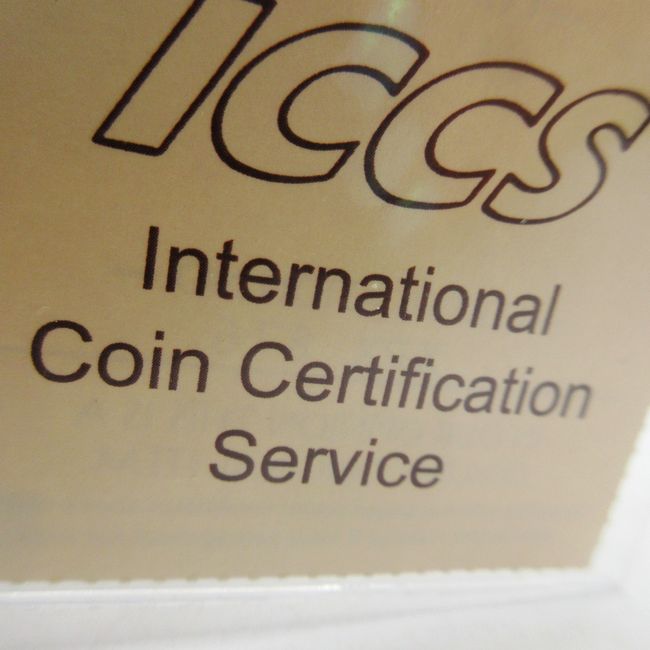 ICCS
International
Coin Certification
Service